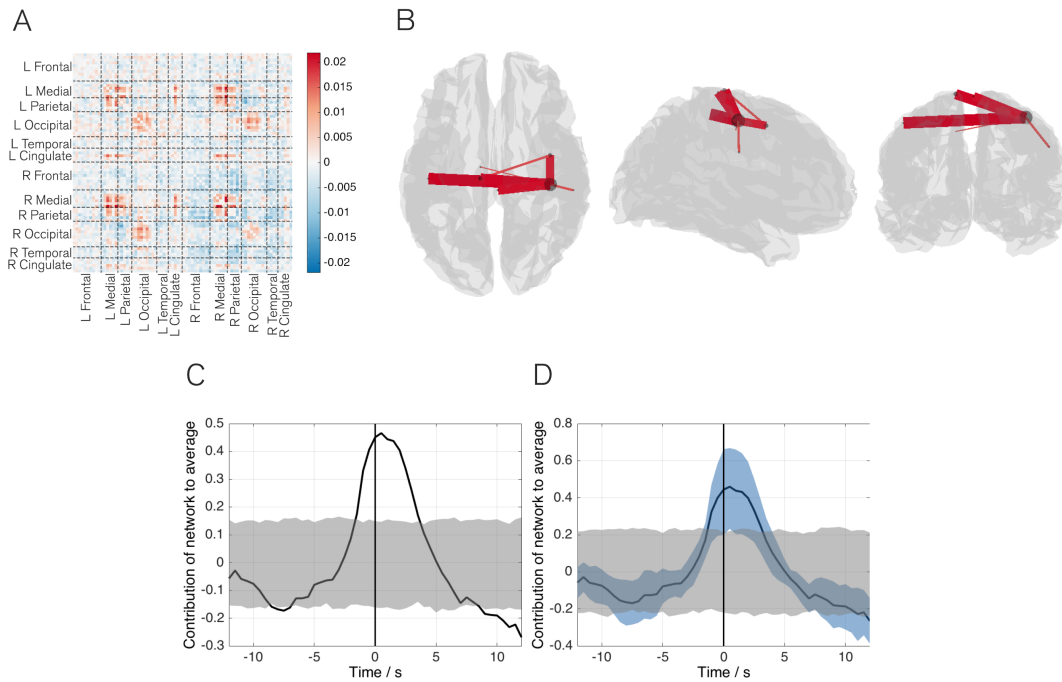 A
L Frontal
L Medial
L Parietal
L Occipital
L Temporal
L Cingulate
R Frontal
R Medial
R Parietal
R Occipital
R Temporal
R Cingulate
L Frontal
L Medial
L Parietal
L Occipital
L Temporal
L Cingulate
R Frontal
R Medial
R Parietal
R Occipital
R Temporal
R Cingulate
0.02
0.015
0.01
0.005
0
-0.005
-0.01
-0.015
-0.02
B
C
Contribution of network to average
0.5
0.4
0.3
0.2
0.1
0
-0.1
-0.2
-0.3
-10 -5 0 5 10
Time / s
D
Contribution of network to average
0.8
0.6
0.4
0.2
0
-0.2
-0.4
-10 -5 0 5 10
Time / s